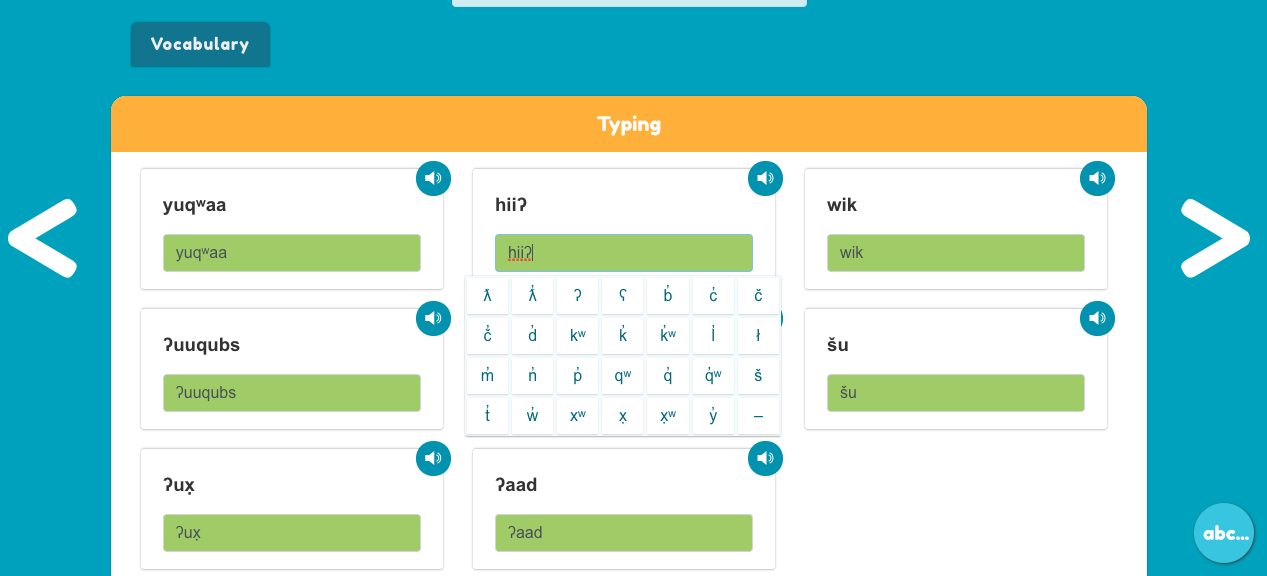 Vocabulary
Typing
yuqʷaa
yuqʷaa
hiiʔ
hiiʔ
wik
wik
ƛ ƛ̓ ʔ ʕ b̓ c̓ č
č̓ d̓ kʷ k̓ k̓ʷ l̓ ł
m̓ n̓ p̓ qʷ q̓ q̓ʷ š
t̓ w̓ xʷ x̣ x̣ʷ y̓ –
ʔuuqubs
ʔuuqubs
šu
šu
ʔux̣
ʔux̣
ʔaad
ʔaad
abc...